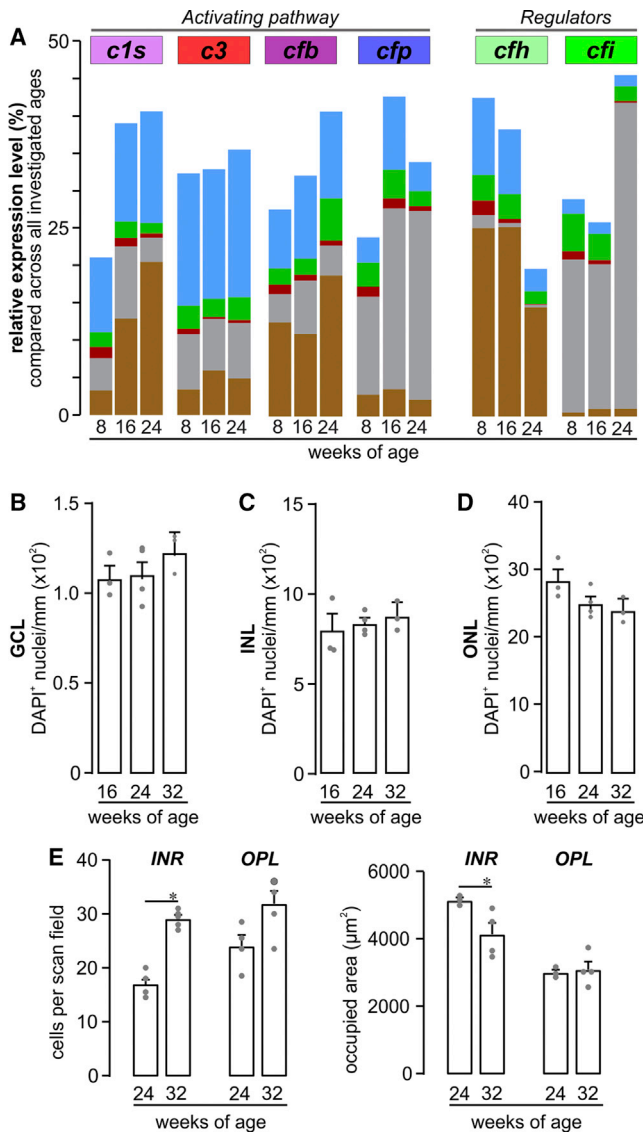 A
Activating pathway
Regulators
c1s c3 cfb cfp cfh cfi
relative expression level (%)
compared across all investigated ages
50
25
0
8 16 24 8 16 24 8 16 24 8 16 24 8 16 24 8 16 24
weeks of age
B
GCL
DAPI⁺ nuclei/mm (x10²)
1.5
1.0
0.5
0
16 24 32
weeks of age
C
INL
DAPI⁺ nuclei/mm (x10²)
15
10
5
0
16 24 32
weeks of age
D
ONL
DAPI⁺ nuclei/mm (x10²)
40
30
20
10
0
16 24 32
weeks of age
E
INR OPL
cells per scan field
40
30
20
10
0
*
24 32 24 32
weeks of age
INR OPL
occupied area (µm²)
6000
4000
2000
0
*
24 32 24 32
weeks of age